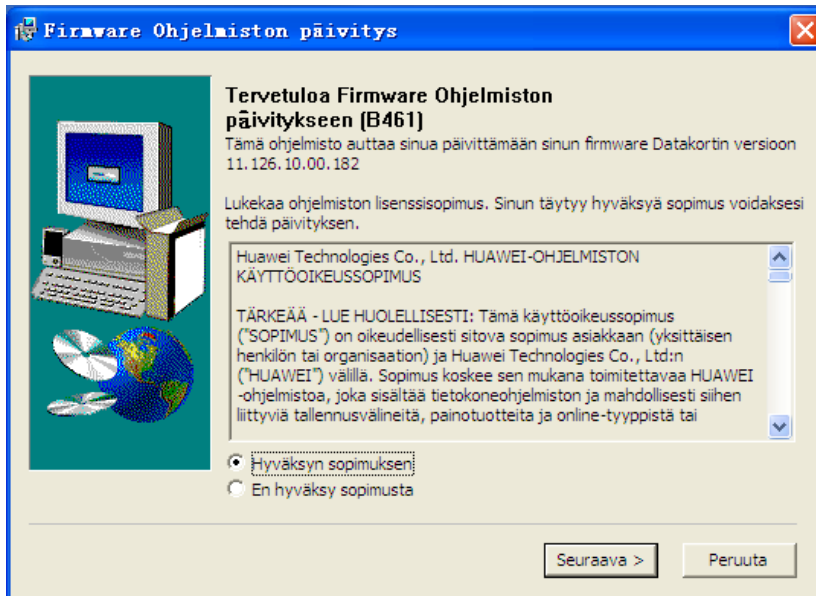 Firmware Ohjelmiston päivitys
Tervetuloa Firmware Ohjelmiston
päivitykseen (B461)
Tämä ohjelmisto auttaa sinua päivittämään sinun firmware Datakortin versioon
11.126.10.00.182
Lukekaa ohjelmiston lisenssisopimus. Sinun täytyy hyväksyä sopimus voidaksesi
tehdä päivityksen.
Huawei Technologies Co., Ltd. HUAWEI-OHJELMISTON
KÄYTTÖOIKEUSSOPIMUS
TÄRKEÄÄ - LUE HUOLELLISESTI: Tämä käyttöoikeussopimus
("SOPIMUS") on oikeudellisesti sitova sopimus asiakkaan (yksittäisen
henkilön tai organisaation) ja Huawei Technologies Co., Ltd:n
("HUAWEI") välillä. Sopimus koskee sen mukana toimitettavaa HUAWEI
-ohjelmistoa, joka sisältää tietokoneohjelmiston ja mahdollisesti siihen
liittyviä tallennusvälineitä, painotuotteita ja online-tyyppistä tai
Hyväksyn sopimuksen
En hyväksy sopimusta
Seuraava >
Peruuta